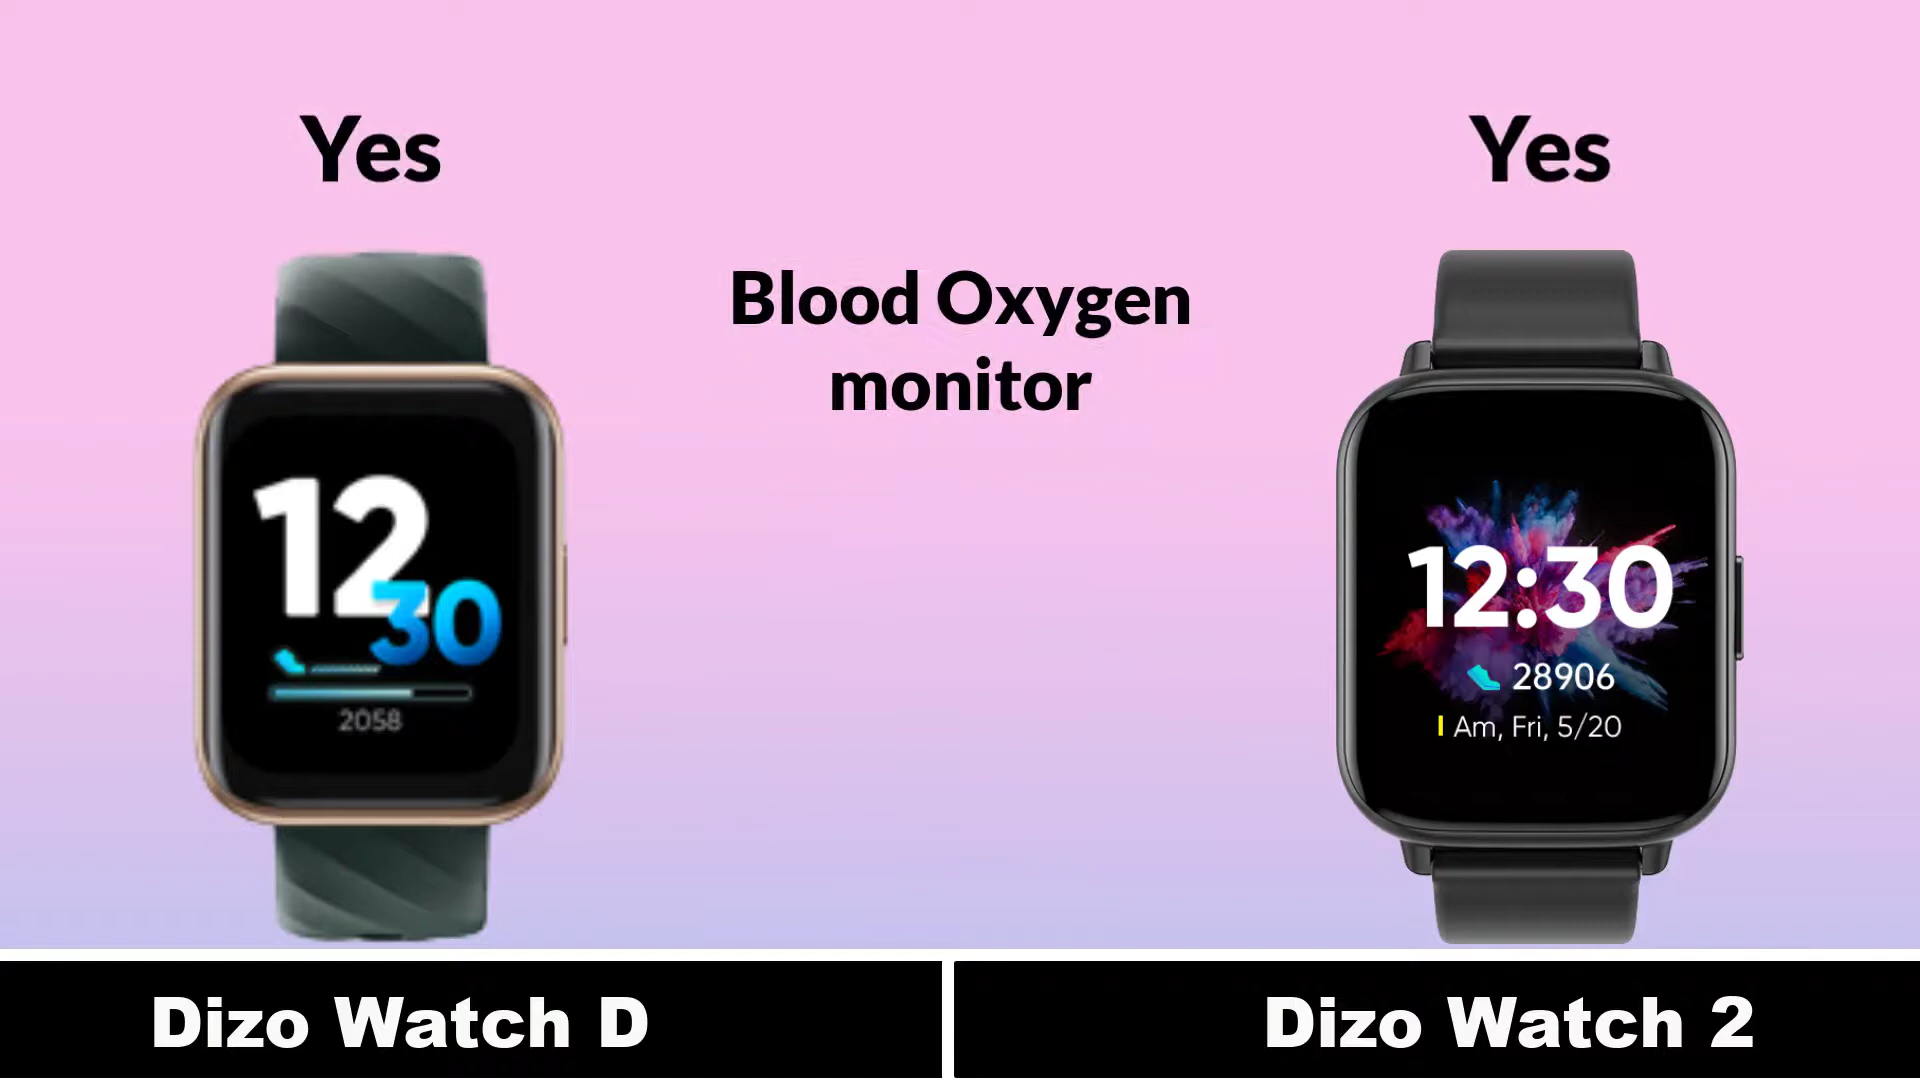 Yes
Yes
Blood Oxygen
monitor
12
30
2058
12:30
28906
Am, Fri, 5/20
Dizo Watch D
Dizo Watch 2